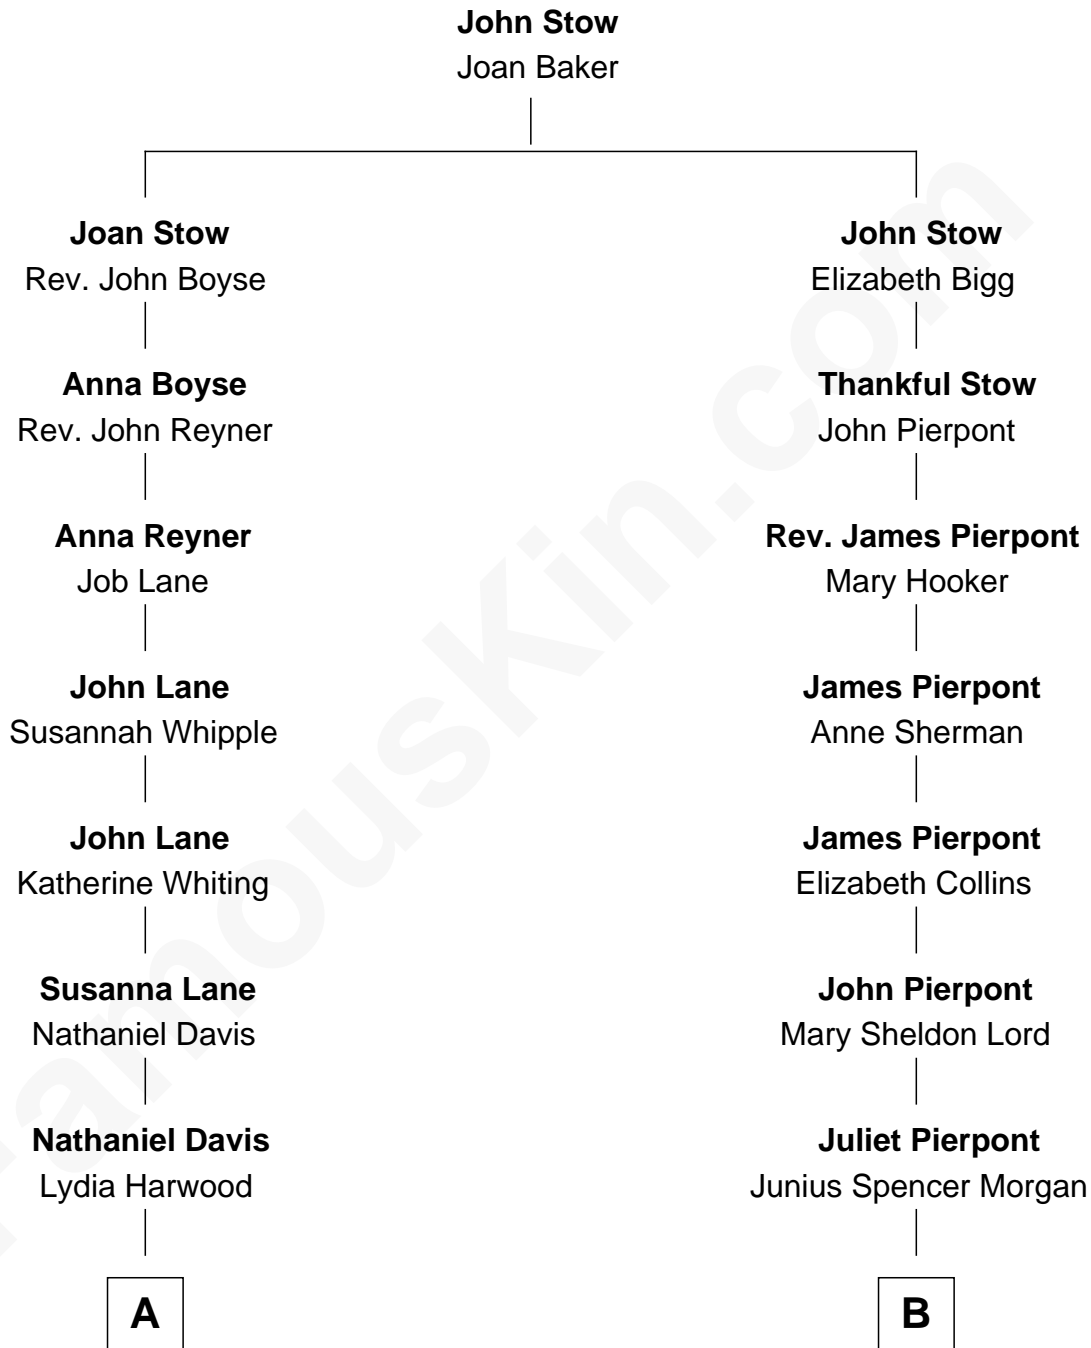 John Stow
Joan Baker
Joan Stow
Rev. John Boyse
Anna Boyse
Rev. John Reyner
Anna Reyner
Job Lane
John Lane
Susannah Whipple
John Lane
Katherine Whiting
Susanna Lane
Nathaniel Davis
Nathaniel Davis
Lydia Harwood
A
John Stow
Elizabeth Bigg
Thankful Stow
John Pierpont
Rev. James Pierpont
Mary Hooker
James Pierpont
Anne Sherman
James Pierpont
Elizabeth Collins
John Pierpont
Mary Sheldon Lord
Juliet Pierpont
Junius Spencer Morgan
B
FamousKin.com